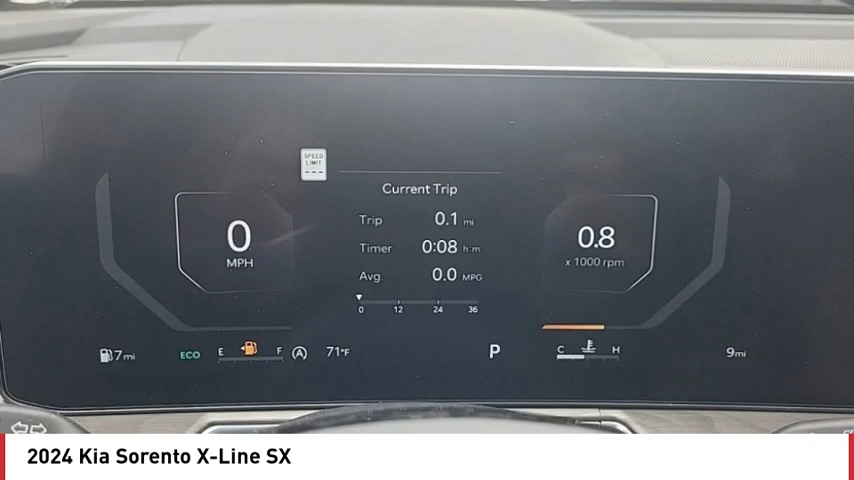 SPEED
LIMIT
---
Current Trip
Trip 0.1 mi
Timer 0:08 h:m
Avg. 0.0 MPG
0 12 24 36
0
MPH
0.8
x 1000 rpm
7mi ECO E F A 71°F P C H 9mi
2024 Kia Sorento X-Line SX